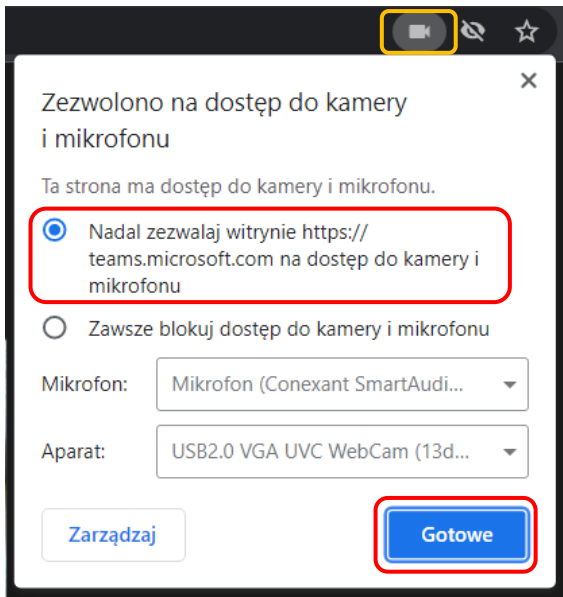 Zezwolono na dostęp do kamery
i mikrofonu
Ta strona ma dostęp do kamery i mikrofonu.
Nadal zezwalaj witrynie https://
teams.microsoft.com na dostęp do kamery i
mikrofonu
Zawsze blokuj dostęp do kamery i mikrofonu
Mikrofon: Mikrofon (Conexant SmartAudi...
Aparat: USB2.0 VGA UVC WebCam (13d...
Zarządzaj Gotowe